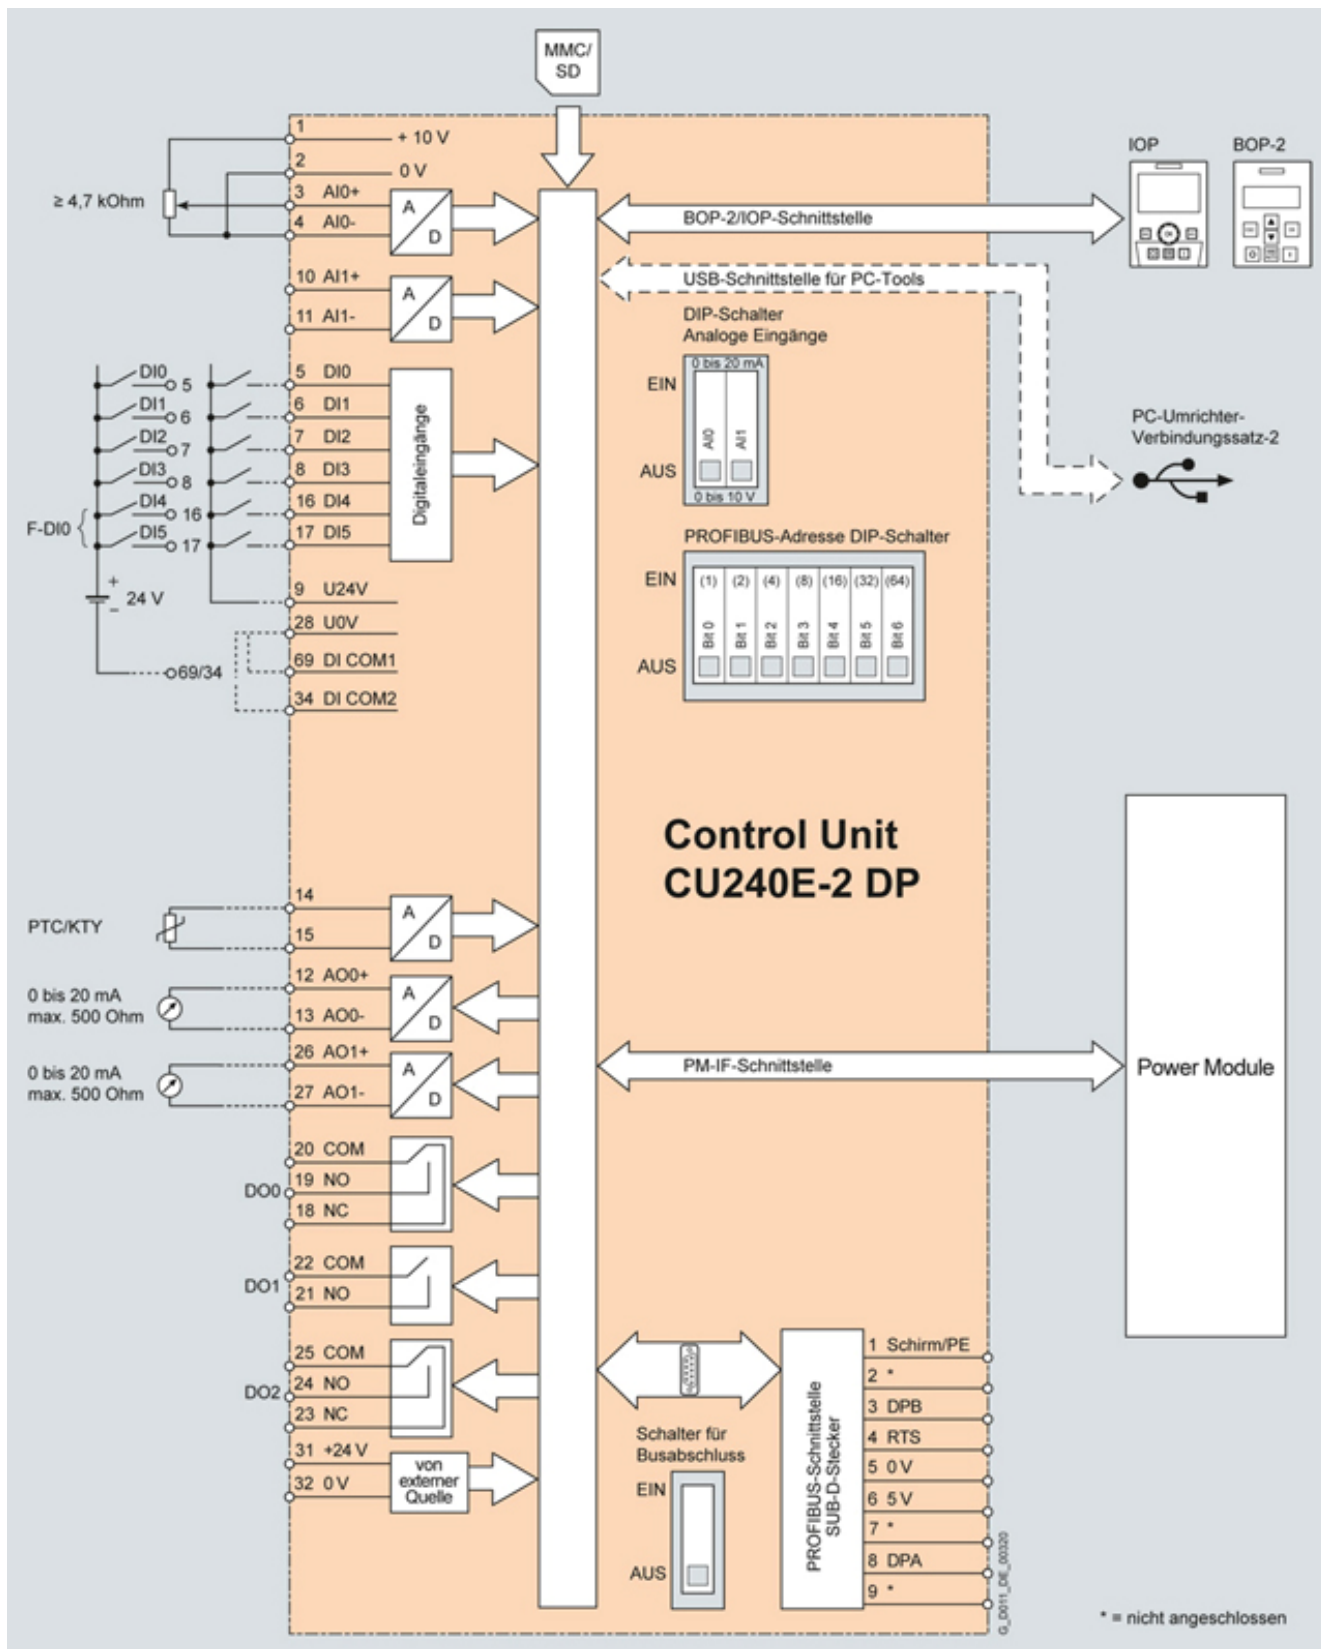 MMC/
SD
1
+ 10 V
2
0 V
3 AI0+
4 AI0-
≥ 4,7 kOhm
A
D
10 AI1+
11 AI1-
A
D
BOP-2/IOP-Schnittstelle
IOP
BOP-2
USB-Schnittstelle für PC-Tools
DIP-Schalter
Analoge Eingänge
0 bis 20 mA
EIN
AI0
AI1
AUS
0 bis 10 V
PC-Umrichter-
Verbindungssatz-2
DI0 5
DI1 6
DI2 7
DI3 8
DI4 16
DI5 17
F-DI0
+
24 V
–
69/34
5 DI0
6 DI1
7 DI2
8 DI3
16 DI4
17 DI5
Digitaleingänge
9 U24V
28 U0V
69 DI COM1
34 DI COM2
PROFIBUS-Adresse DIP-Schalter
EIN
(1) (2) (4) (8) (16) (32) (64)
Bit 0
Bit 1
Bit 2
Bit 3
Bit 4
Bit 5
Bit 6
AUS
Control Unit
CU240E-2 DP
PTC/KTY
14
15
A
D
0 bis 20 mA
max. 500 Ohm
12 AO0+
13 AO0-
A
D
0 bis 20 mA
max. 500 Ohm
26 AO1+
27 AO1-
A
D
PM-IF-Schnittstelle
Power Module
DO0
20 COM
19 NO
18 NC
DO1
22 COM
21 NO
DO2
25 COM
24 NO
23 NC
31 +24 V
32 0 V
von
externer
Quelle
Schalter für
Busabschluss
EIN
AUS
PROFIBUS-Schnittstelle
SUB-D-Stecker
1 Schirm/PE
2 *
3 DPB
4 RTS
5 0 V
6 5 V
7 *
8 DPA
9 *
G_D011_DE_00320
* = nicht angeschlossen